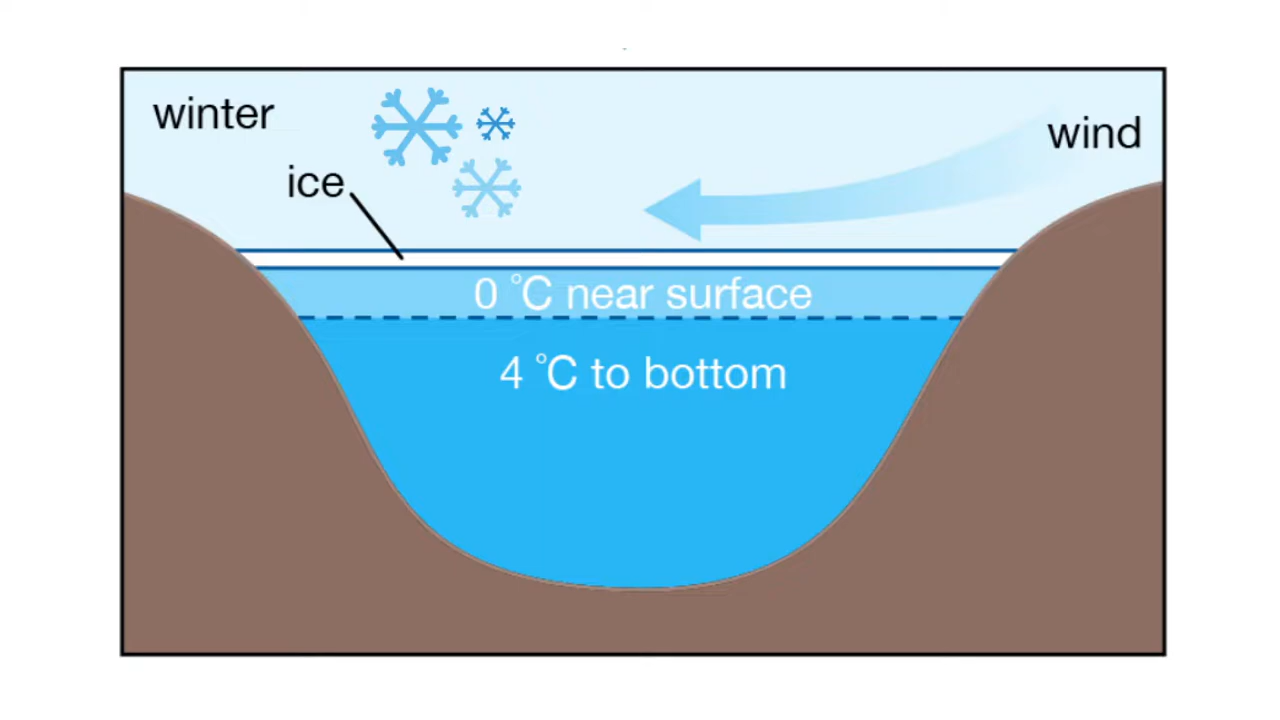 winter
wind
ice
0 °C near surface
4 °C to bottom